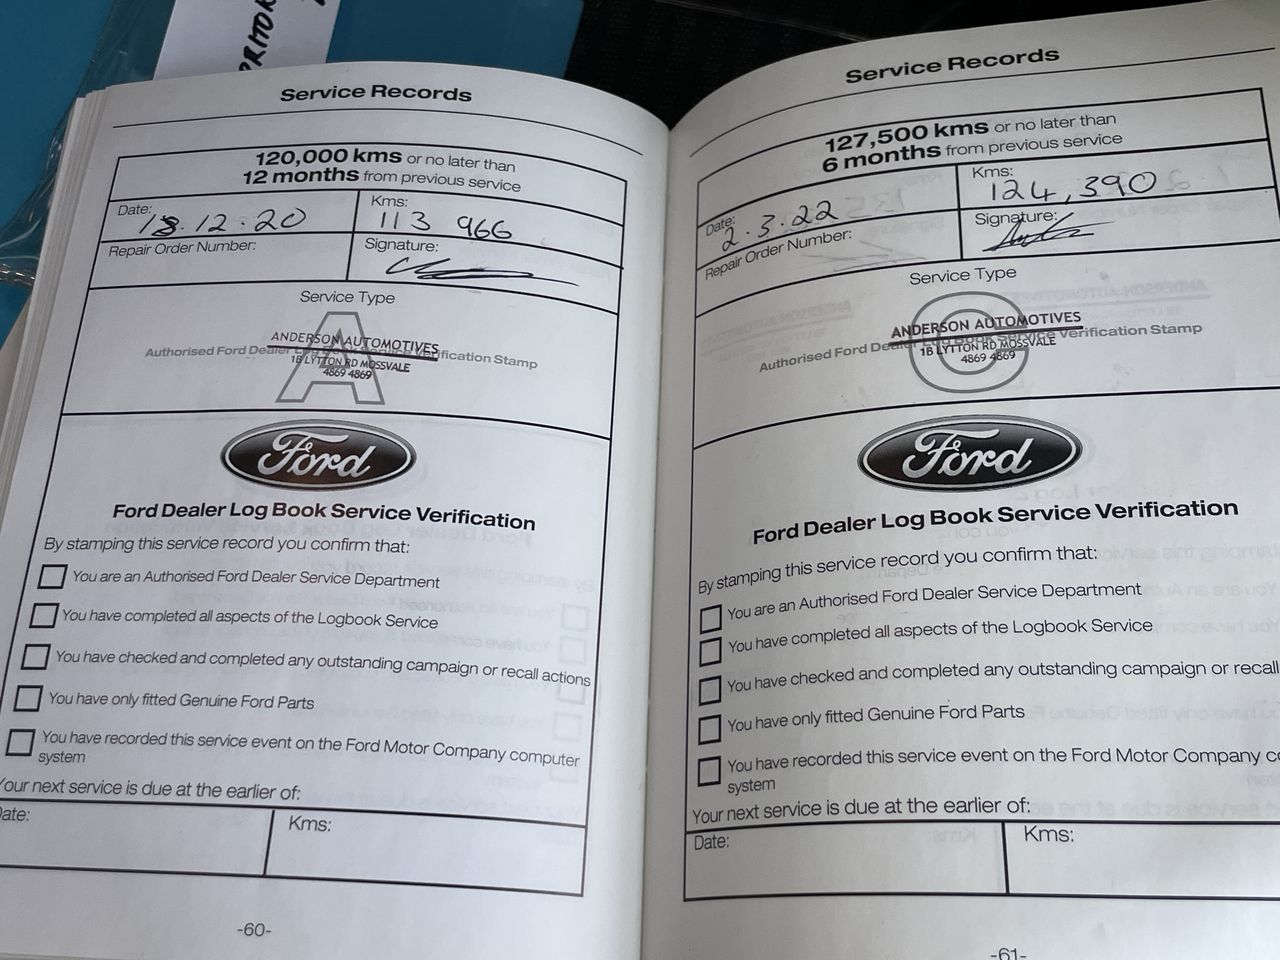 PRITOR
Service Records
120,000 kms or no later than
12 months from previous service
Date: 18.12.20
Kms: 113 966
Repair Order Number:
Signature:
Service Type
A
ANDERSON AUTOMOTIVES
Authorised Ford Dealer Log Book Service Verification Stamp
1B LYTTON RD MOSSVALE
4869 4869
Ford
Ford Dealer Log Book Service Verification
By stamping this service record you confirm that:
You are an Authorised Ford Dealer Service Department
You have completed all aspects of the Logbook Service
You have checked and completed any outstanding campaign or recall actions
You have only fitted Genuine Ford Parts
You have recorded this service event on the Ford Motor Company computer
system
Your next service is due at the earlier of:
Date:
Kms:
-60-
Service Records
127,500 kms or no later than
6 months from previous service
Date: 2.3.22
Kms: 124,390
Repair Order Number:
Signature:
Service Type
C
ANDERSON AUTOMOTIVES
Authorised Ford Dealer Log Book Service Verification Stamp
1B LYTTON RD MOSSVALE
4869 4869
Ford
Ford Dealer Log Book Service Verification
By stamping this service record you confirm that:
You are an Authorised Ford Dealer Service Department
You have completed all aspects of the Logbook Service
You have checked and completed any outstanding campaign or recall
You have only fitted Genuine Ford Parts
You have recorded this service event on the Ford Motor Company co
system
Your next service is due at the earlier of:
Date:
Kms:
-61-